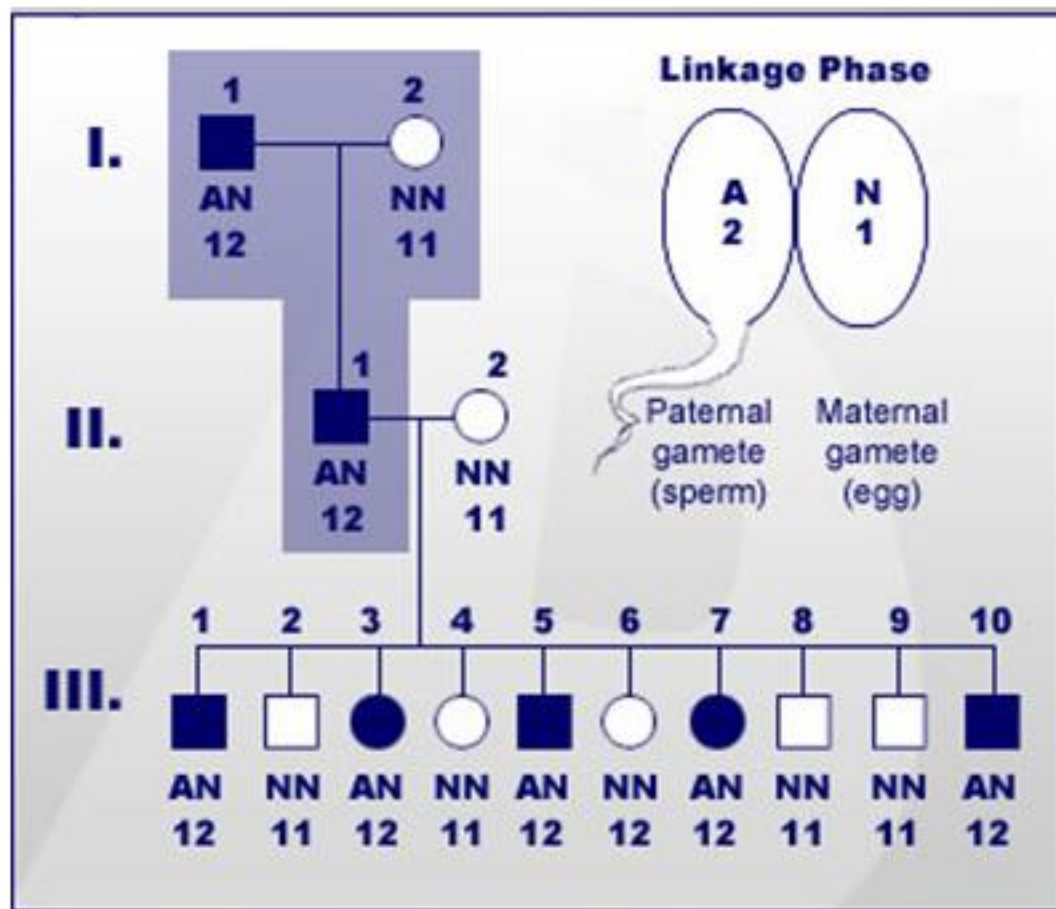 Linkage Phase
I.
1 2
AN NN
12 11
A N
2 1
Paternal gamete (sperm)
Maternal gamete (egg)
II.
1 2
AN NN
12 11
III.
1 2 3 4 5 6 7 8 9 10
AN NN AN NN AN NN AN NN NN AN
12 11 12 11 12 12 12 11 11 12